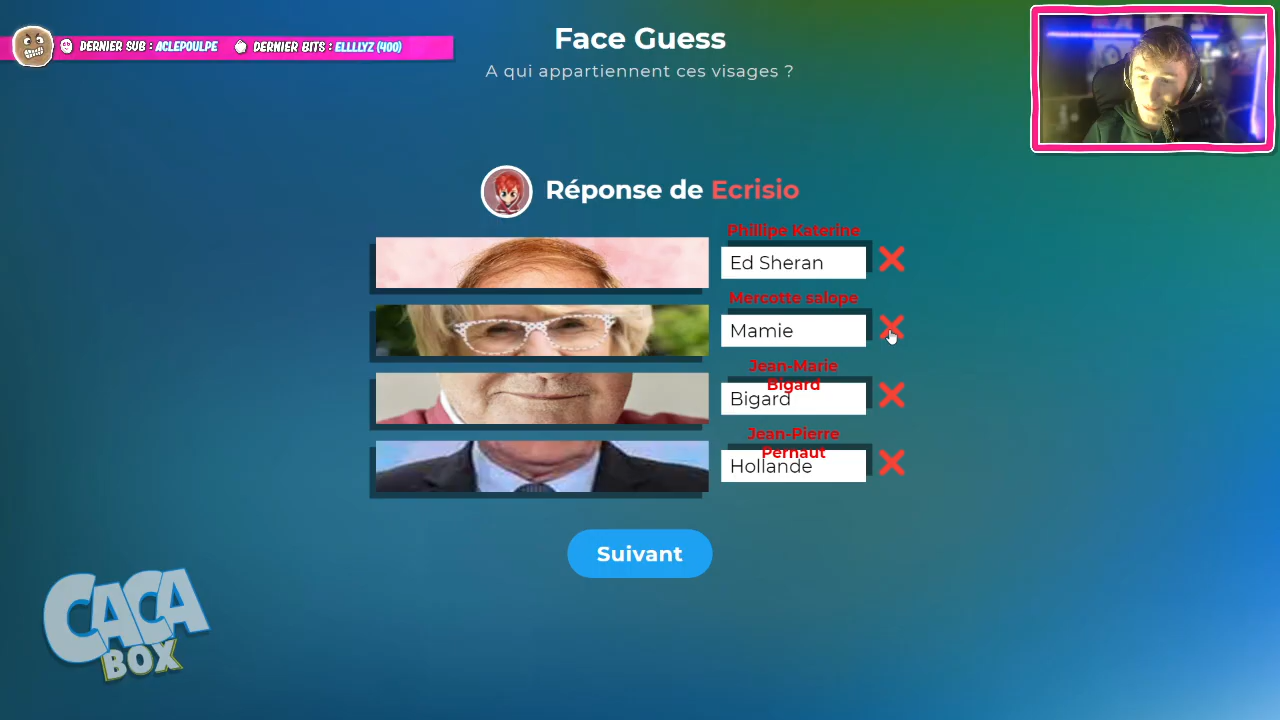 Face Guess
DERNIER SUB : ACLEPOULPE DERNIER BITS : ELLLLYZ (400)
A qui appartiennent ces visages ?
Réponse de Ecrisio
Phillipe Katerine
Ed Sheran
Mercotte salope
Mamie
Jean-Marie
Bigard
Bigard
Jean-Pierre
Pernaut
Hollande
Suivant
CACA
BOX